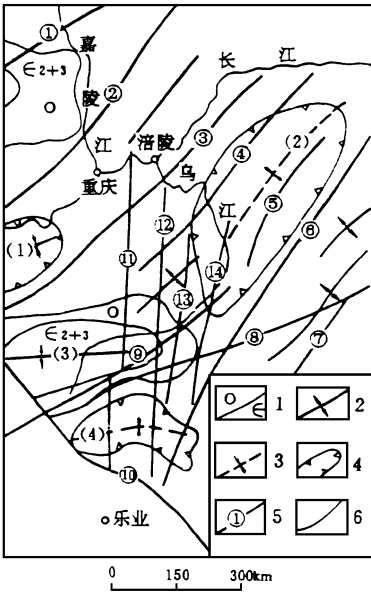 ①
嘉
长
江
∈2+3
②
陵
江
涪陵
③
④
(2)
乌
重庆
江
⑤
⑥
(1)
⑫
⑪
⑬
⑭
∈2+3
(3)
⑨
⑧
⑦
(4)
⑩
乐业
∈ 1
2
3
4
① 5
6
0 150 300km